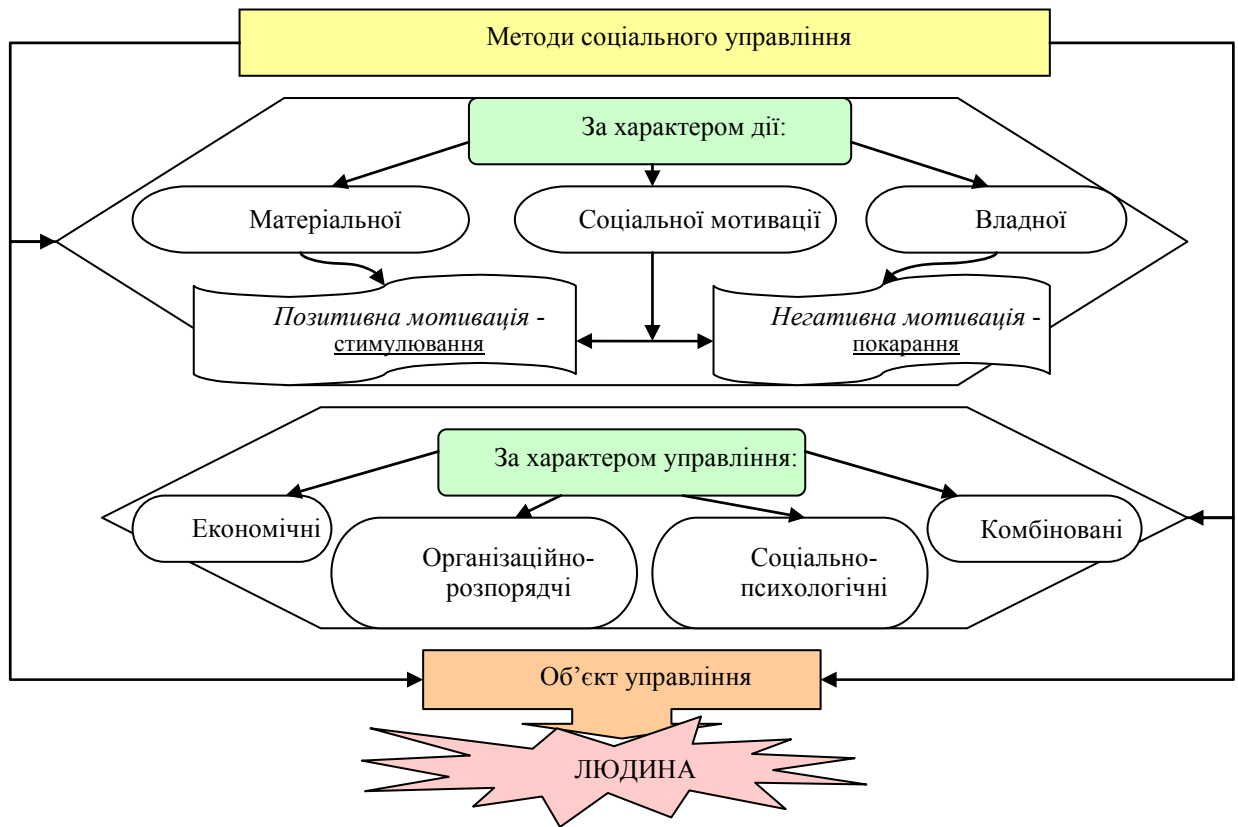 Методи соціального управління
За характером дії:
Матеріальної
Соціальної мотивації
Владної
Позитивна мотивація -
стимулювання
Негативна мотивація -
покарання
За характером управління:
Економічні
Організаційно-
розпорядчі
Соціально-
психологічні
Комбіновані
Об’єкт управління
ЛЮДИНА